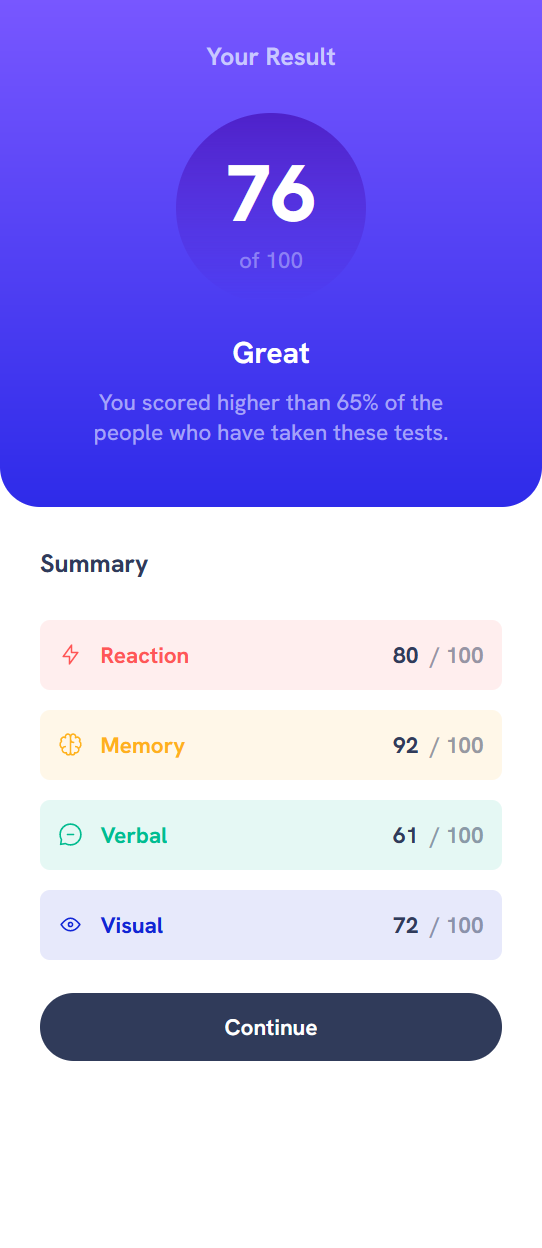 Your Result
76
of 100
Great
You scored higher than 65% of the
people who have taken these tests.
Summary
Reaction 80 / 100
Memory 92 / 100
Verbal 61 / 100
Visual 72 / 100
Continue